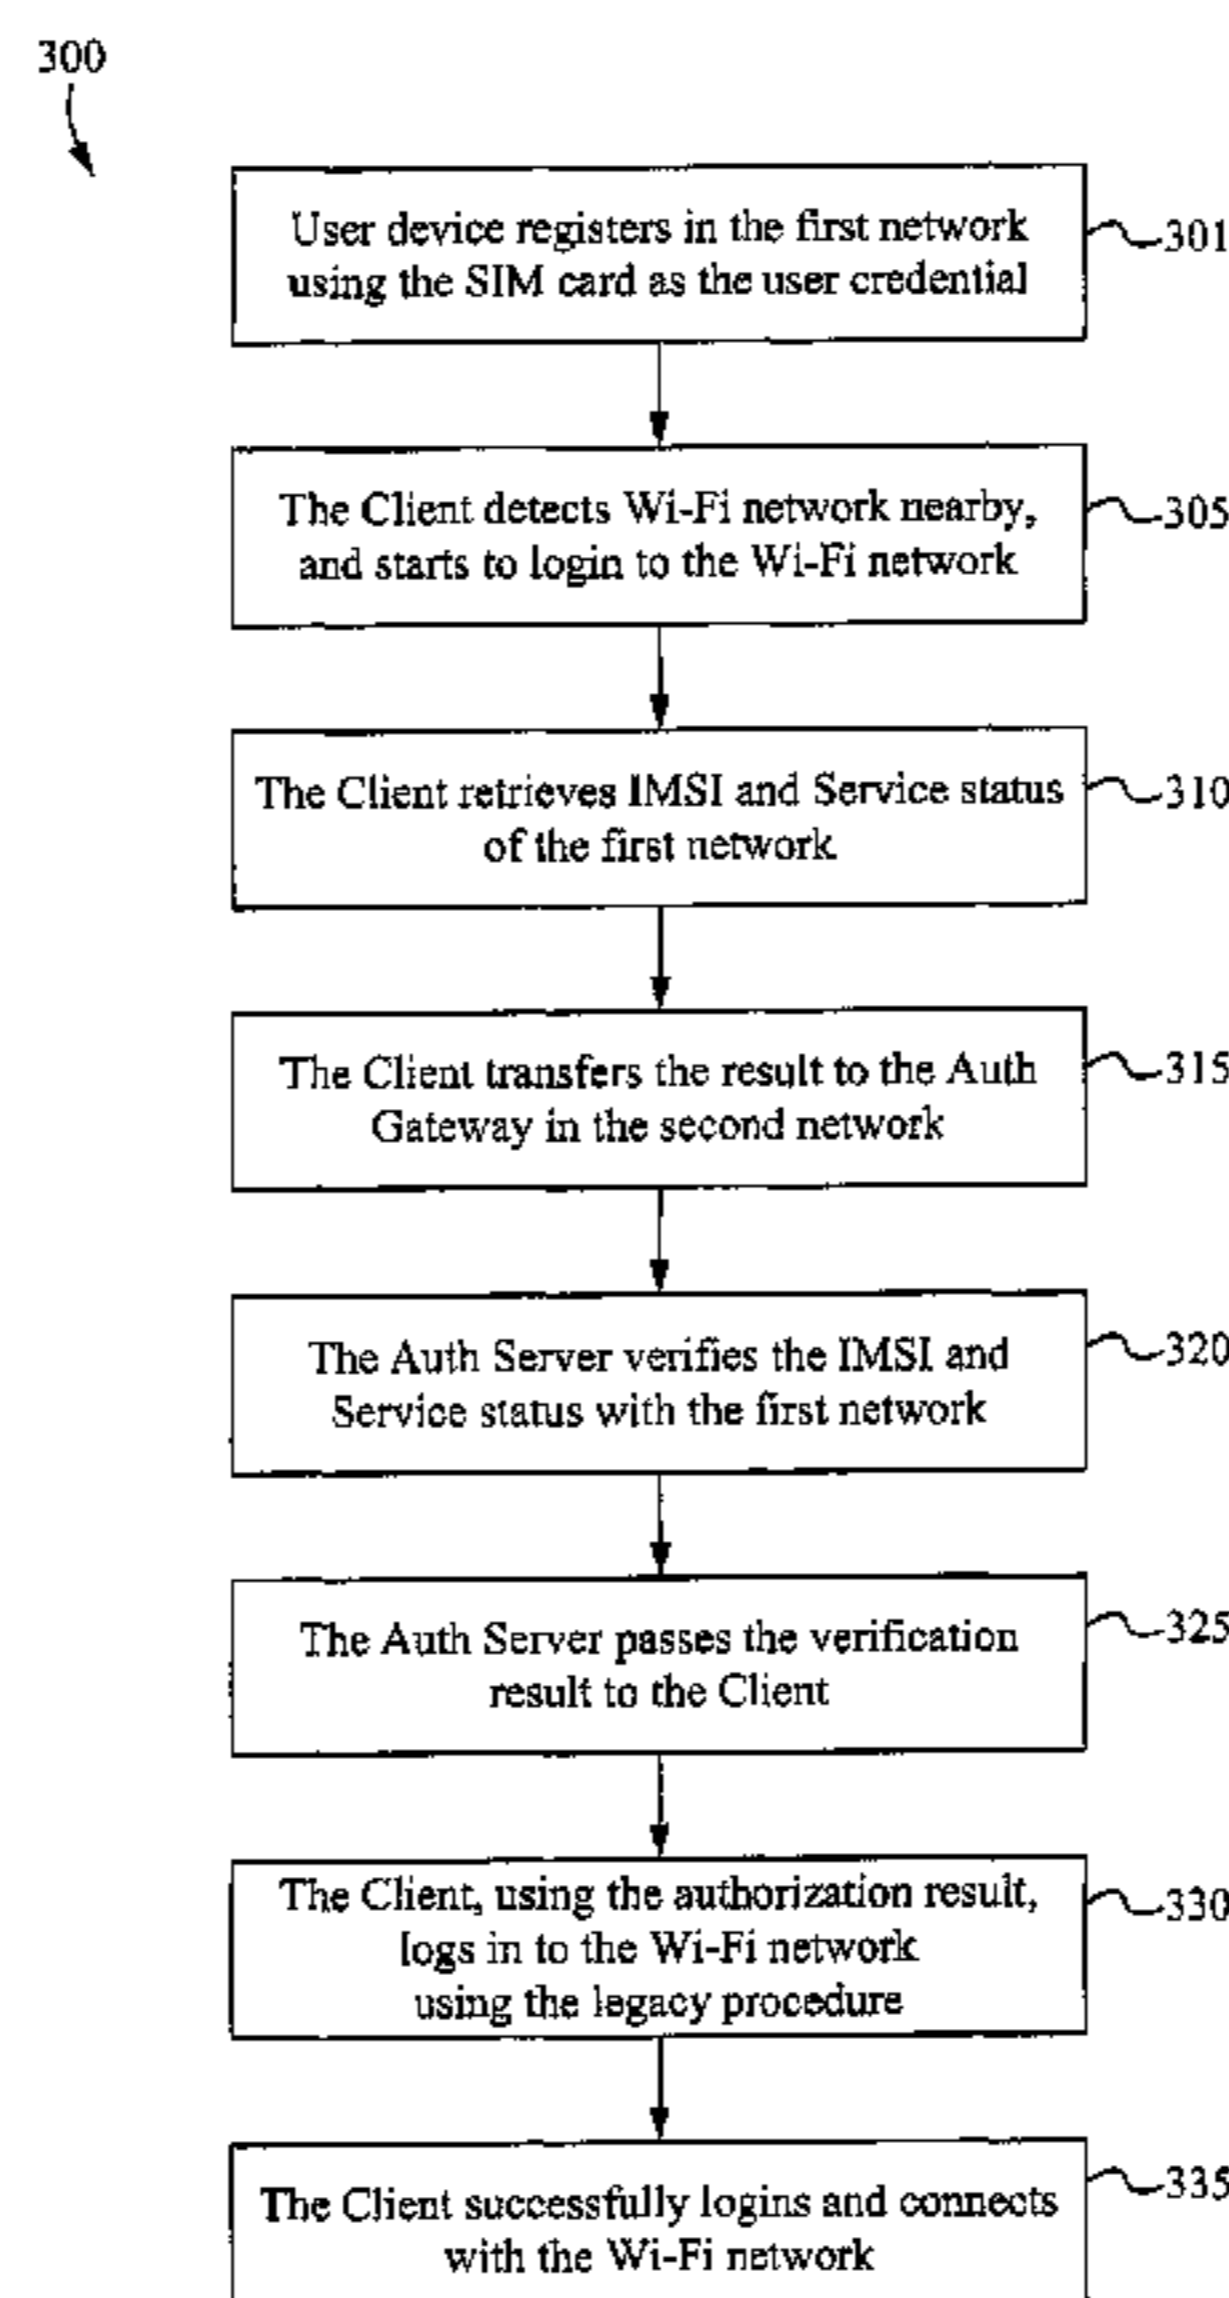 300
User device registers in the first network
using the SIM card as the user credential
301
The Client detects Wi-Fi network nearby,
and starts to login to the Wi-Fi network
305
The Client retrieves IMSI and Service status
of the first network
310
The Client transfers the result to the Auth
Gateway in the second network
315
The Auth Server verifies the IMSI and
Service status with the first network
320
The Auth Server passes the verification
result to the Client
325
The Client, using the authorization result,
logs in to the Wi-Fi network
using the legacy procedure
330
The Client successfully logins and connects
with the Wi-Fi network
335